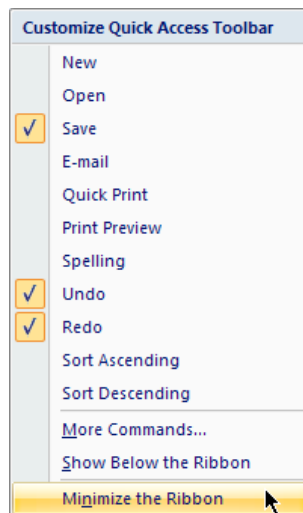 Customize Quick Access Toolbar
New
Open
Save
E-mail
Quick Print
Print Preview
Spelling
Undo
Redo
Sort Ascending
Sort Descending
More Commands...
Show Below the Ribbon
Minimize the Ribbon